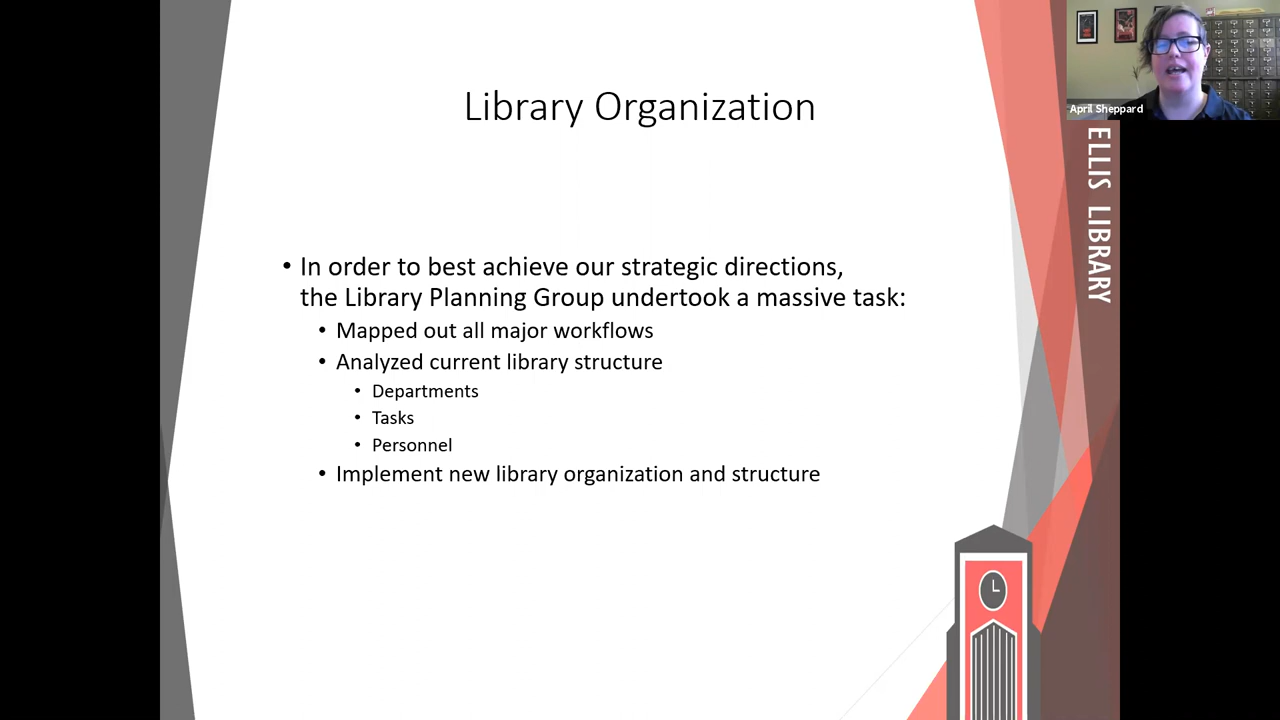 Library Organization
April Sheppard
ELLIS LIBRARY
• In order to best achieve our strategic directions,
the Library Planning Group undertook a massive task:
• Mapped out all major workflows
• Analyzed current library structure
• Departments
• Tasks
• Personnel
• Implement new library organization and structure